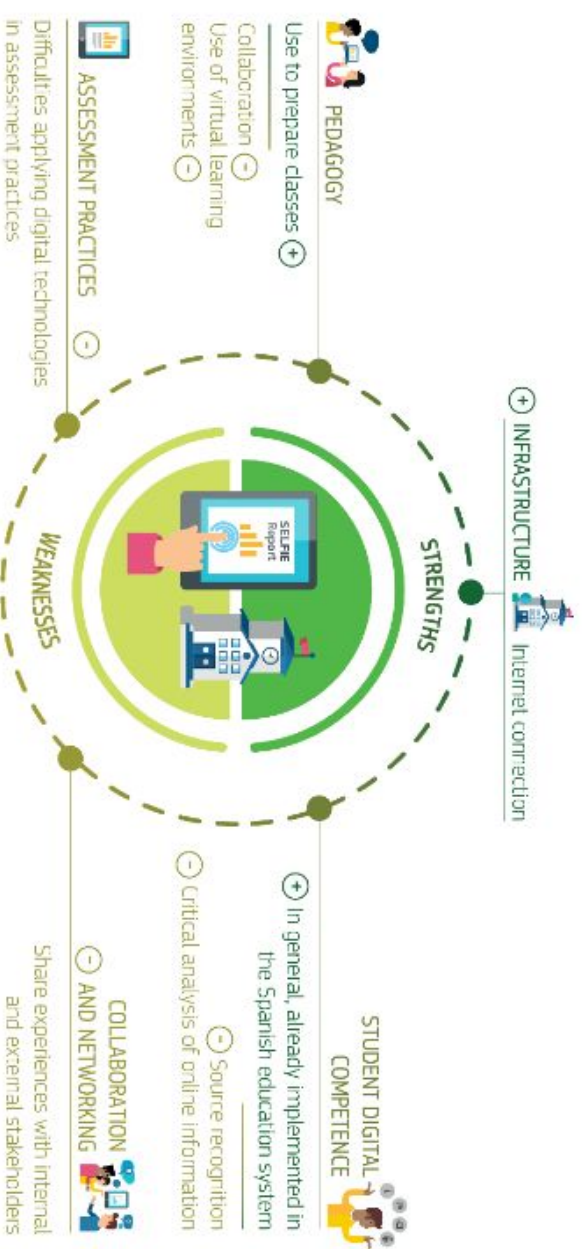 + INFRASTRUCTURE
Internet connection
STRENGTHS
PEDAGOGY
Use to prepare classes +
Collaboration -
Use of virtual learning
environments -
STUDENT DIGITAL
COMPETENCE
+ In general, already implemented in
the Spanish education system
- Source recognition
- Critical analysis of online information
SELFIE
Report
WEAKNESSES
ASSESSMENT PRACTICES -
Difficulties applying digital technologies
in assessment practices
COLLABORATION
- AND NETWORKING
Share experiences with internal
and external stakeholders